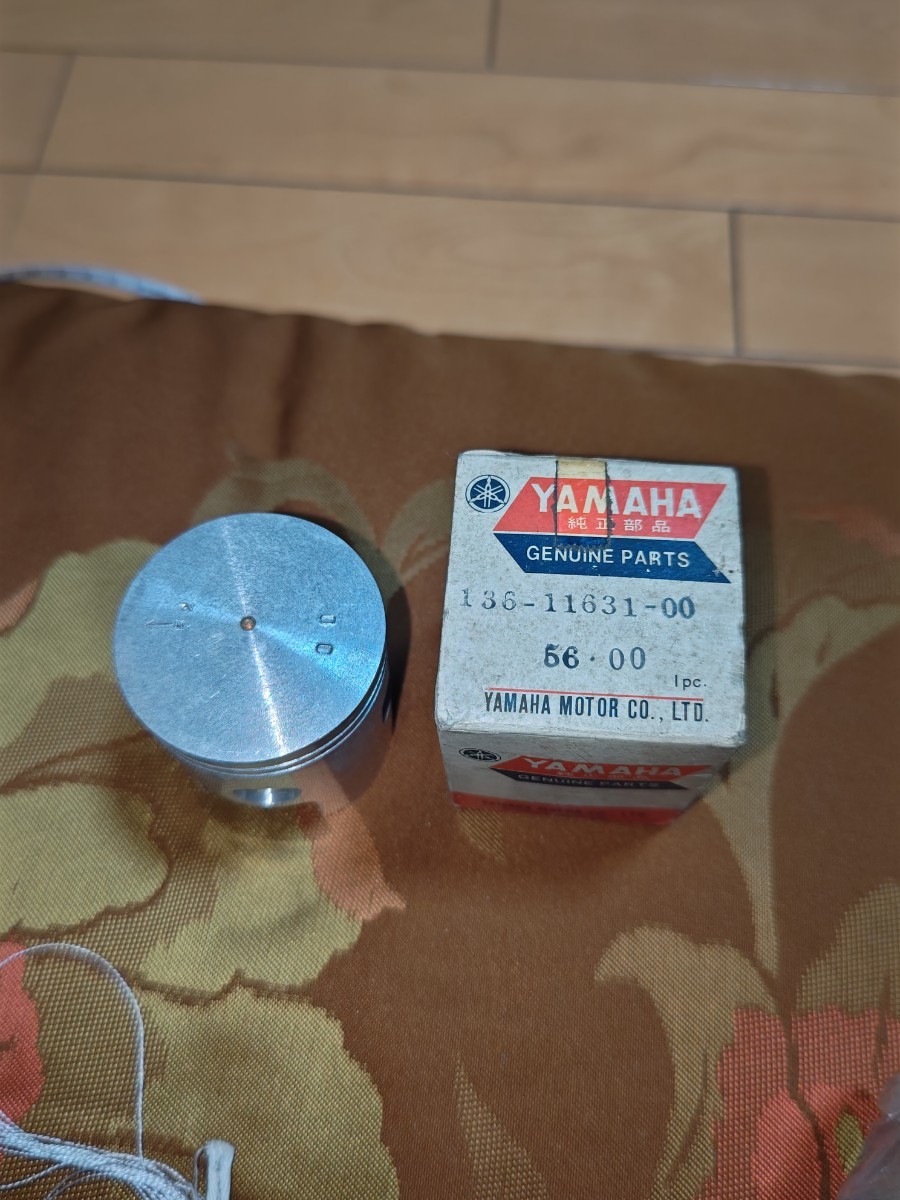 YAMAHA
純正部品
GENUINE PARTS
136-11631-00
56.00
1pc.
YAMAHA MOTOR CO., LTD.
YAMAHA
GENUINE PARTS